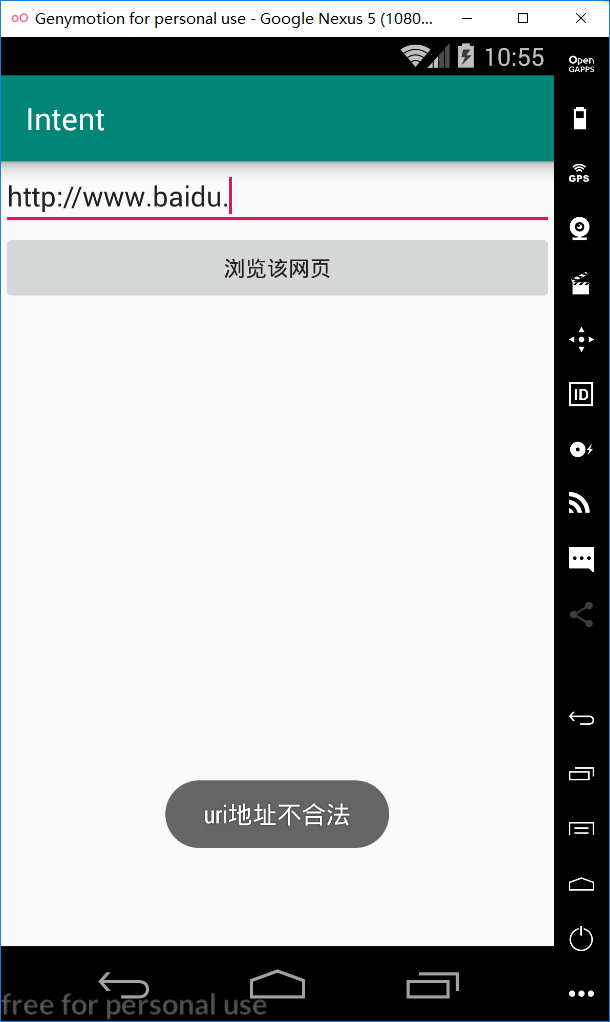 Genymotion for personal use - Google Nexus 5 (1080...
10:55
Open
GAPPS
Intent
GPS
http://www.baidu.
浏览该网页
ID
uri地址不合法
free for personal use